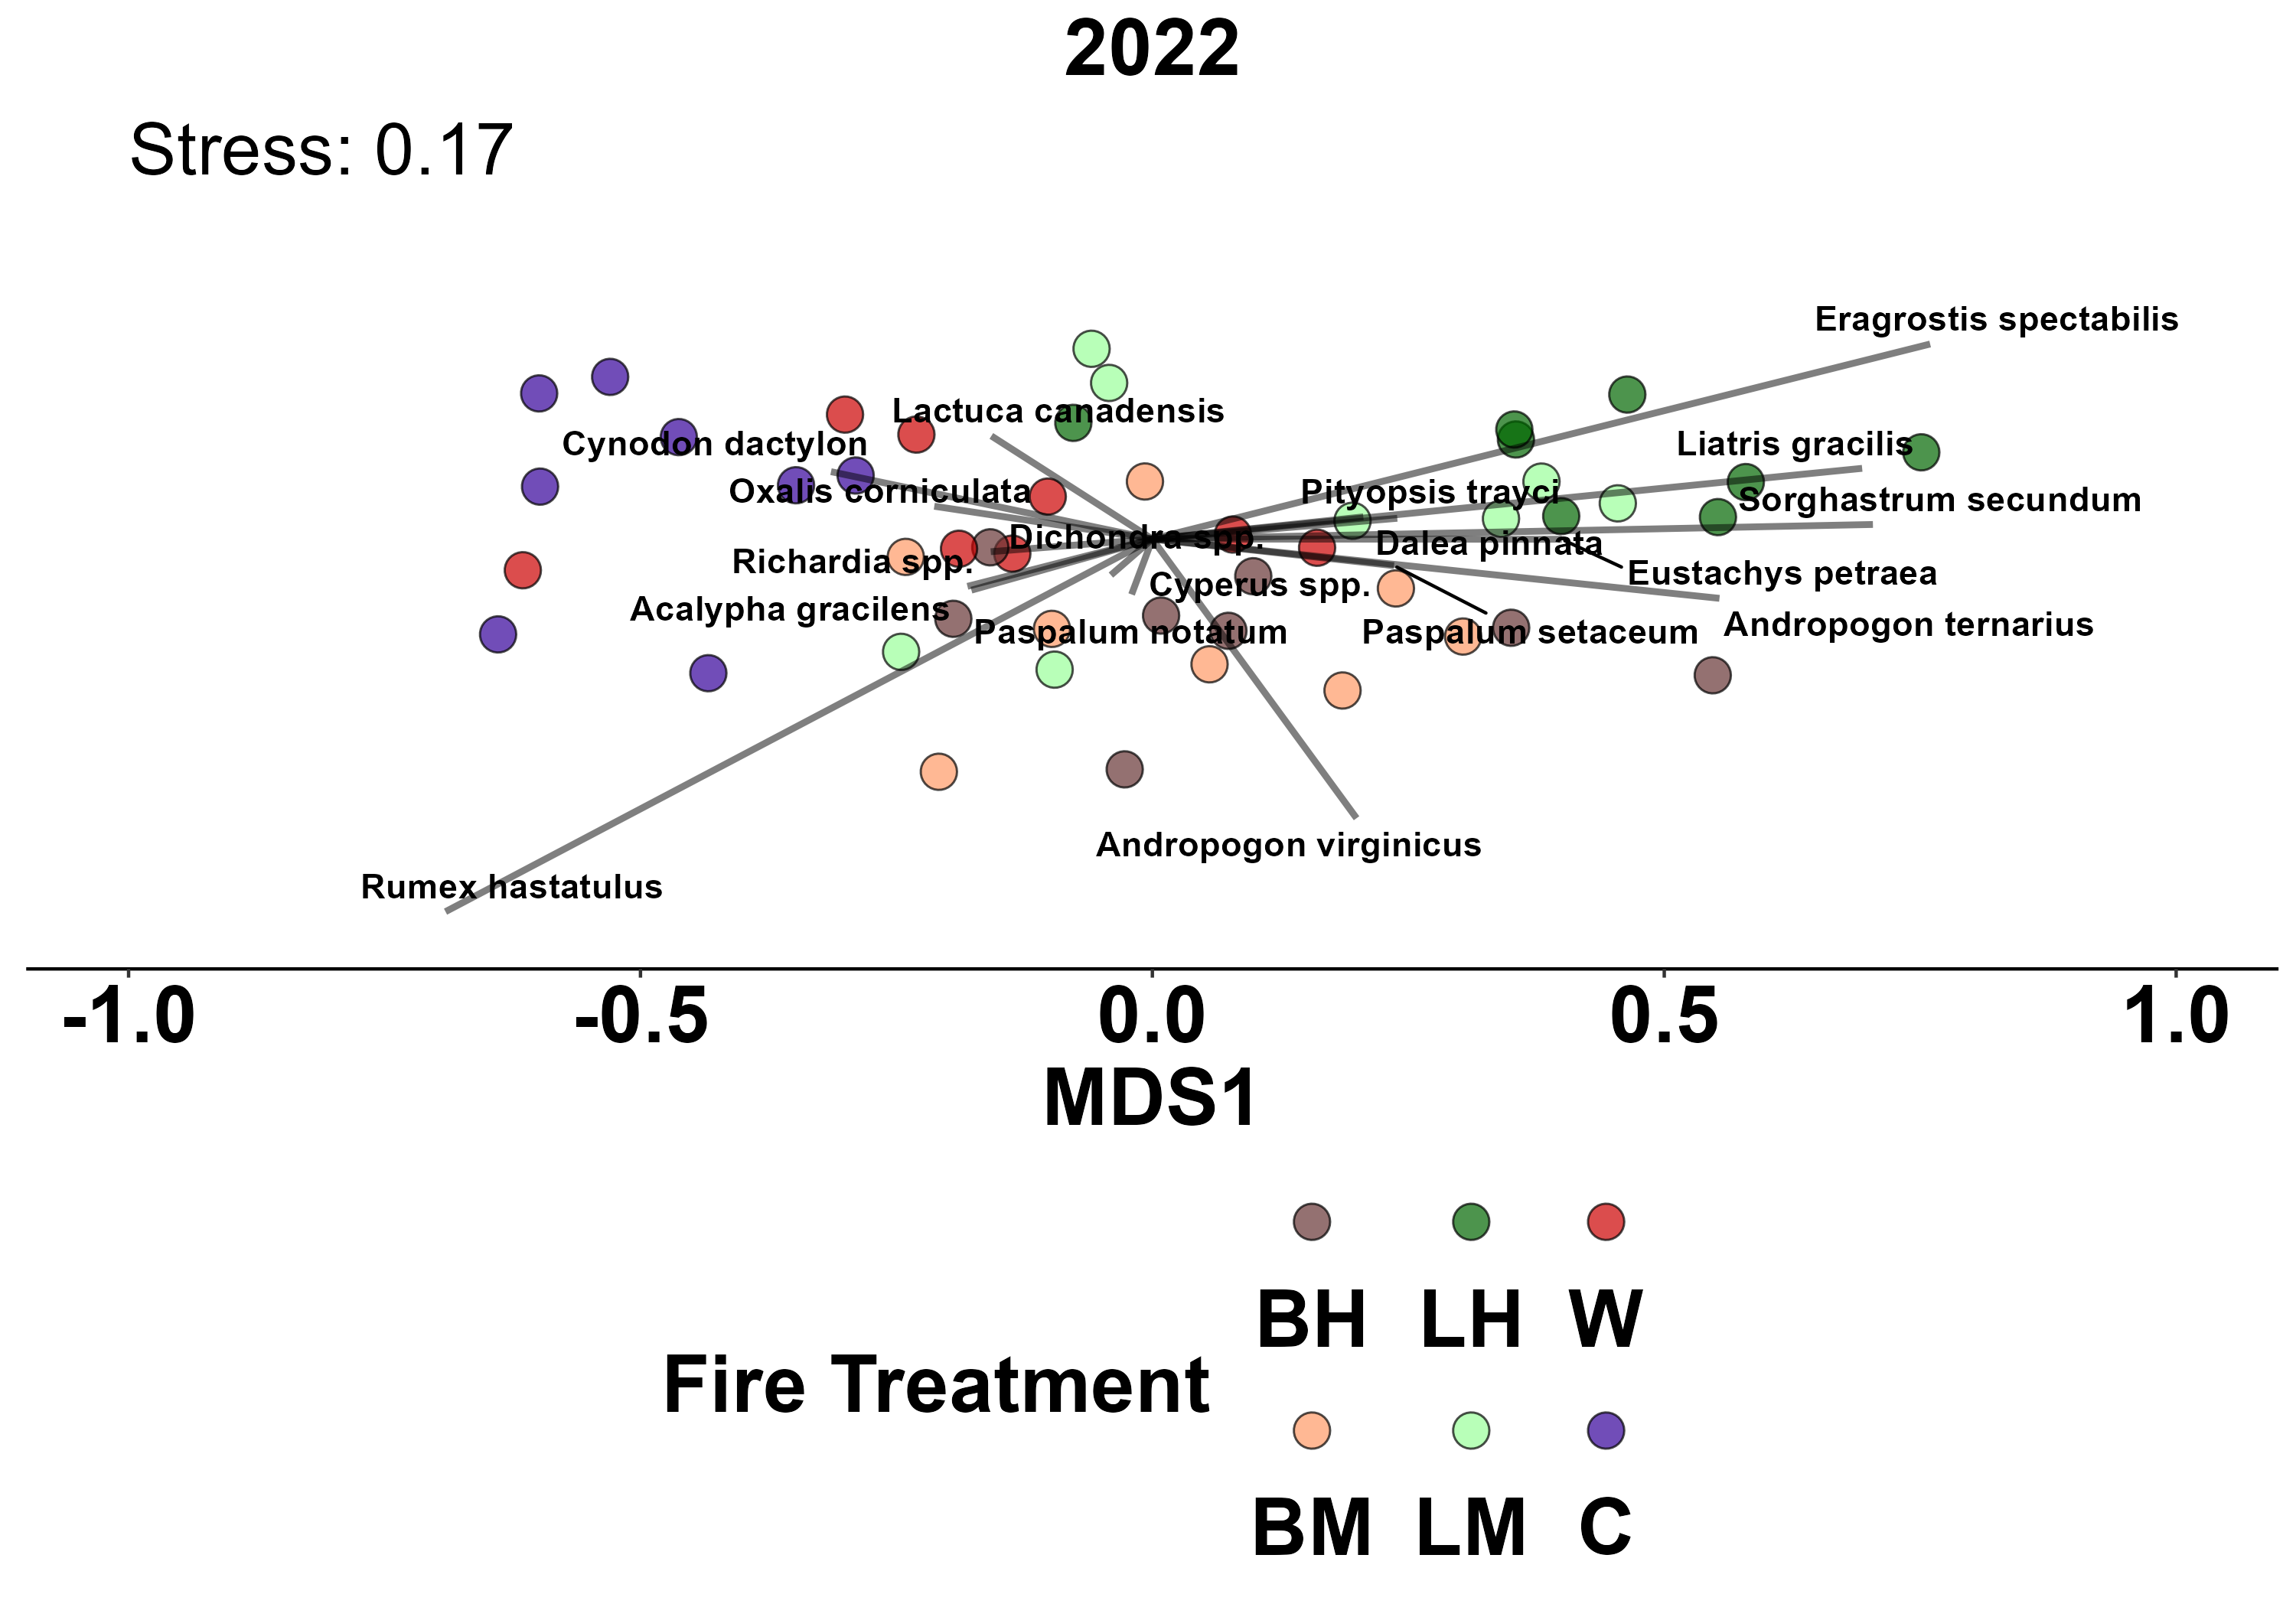 2022
Stress: 0.17
Eragrostis spectabilis
Lactuca canadensis
Cynodon dactylon
Liatris gracilis
Oxalis corniculata
Pityopsis trayci
Sorghastrum secundum
Dichondra spp.
Dalea pinnata
Richardia spp.
Eustachys petraea
Cyperus spp.
Acalypha gracilens
Andropogon ternarius
Paspalum notatum
Paspalum setaceum
Andropogon virginicus
Rumex hastatulus
-1.0 -0.5 0.0 0.5 1.0
MDS1
BH LH W
Fire Treatment
BM LM C